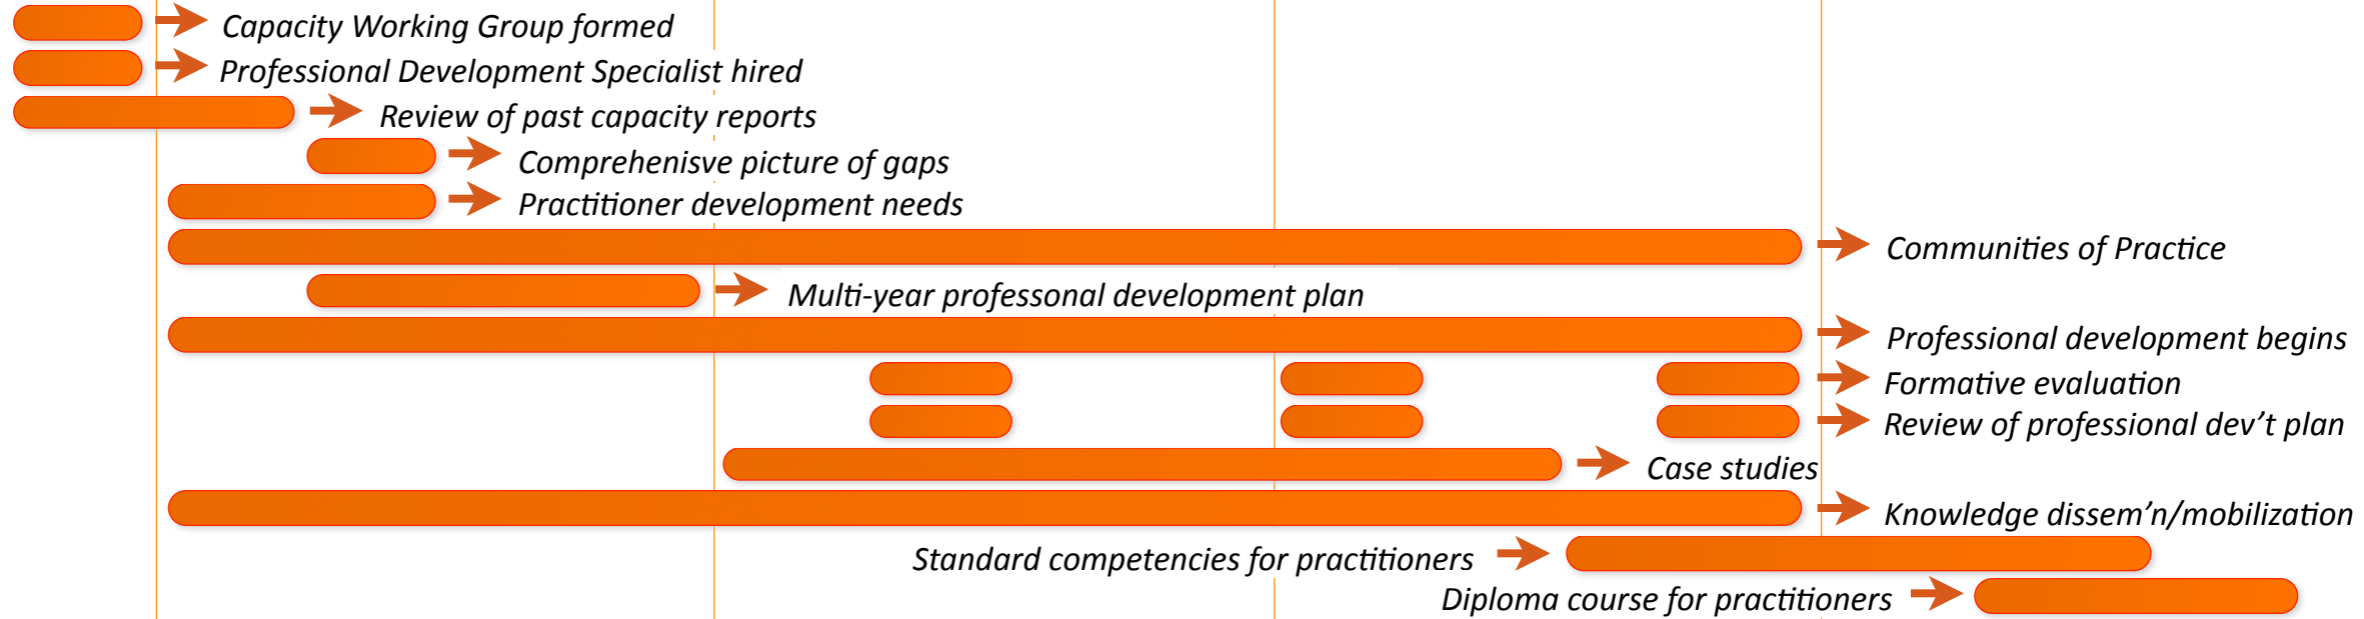 Capacity Working Group formed
Professional Development Specialist hired
Review of past capacity reports
Comprehenisve picture of gaps
Practitioner development needs
Communities of Practice
Multi-year professonal development plan
Professional development begins
Formative evaluation
Review of professional dev’t plan
Case studies
Knowledge dissem’n/mobilization
Standard competencies for practitioners
Diploma course for practitioners